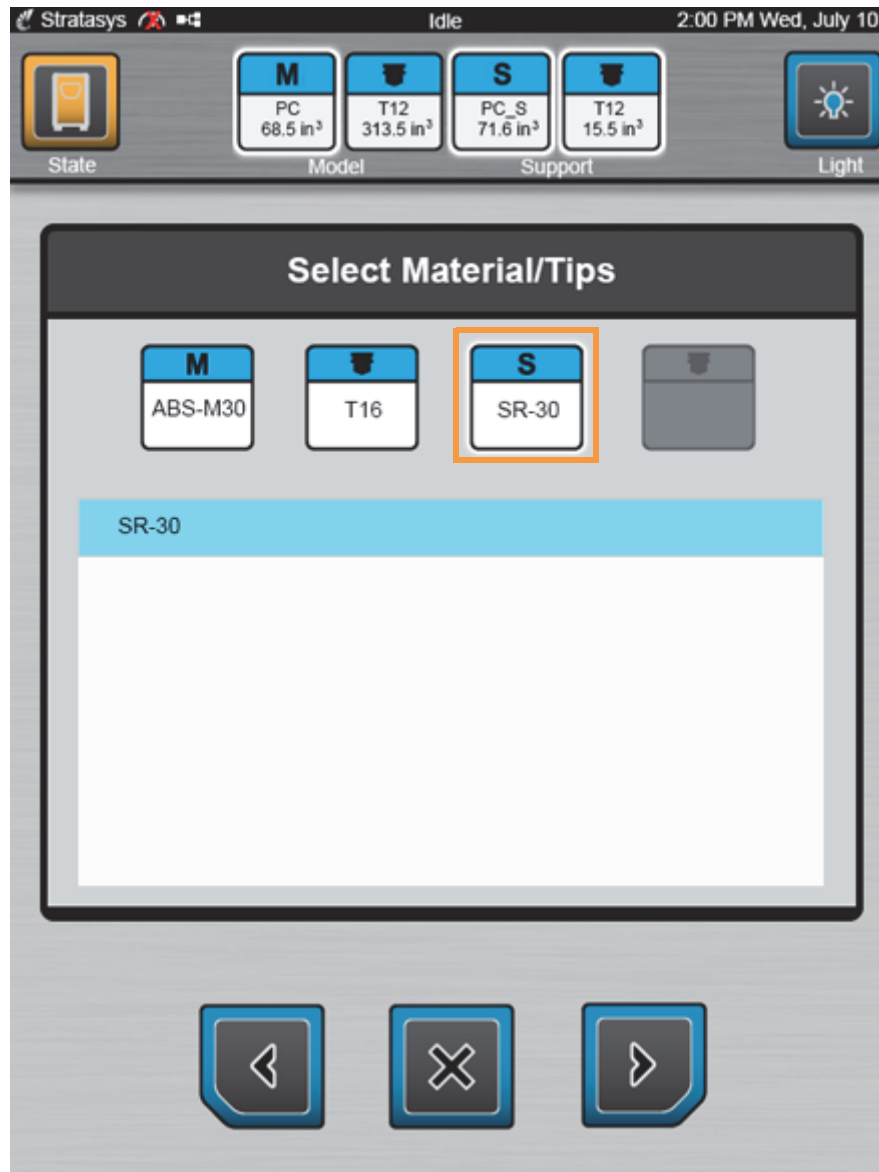 Stratasys Idle 2:00 PM Wed, July 10
M S
PC T12 PC_S T12
68.5 in³ 313.5 in³ 71.6 in³ 15.5 in³
State Model Support Light
Select Material/Tips
M S
ABS-M30 T16 SR-30
SR-30